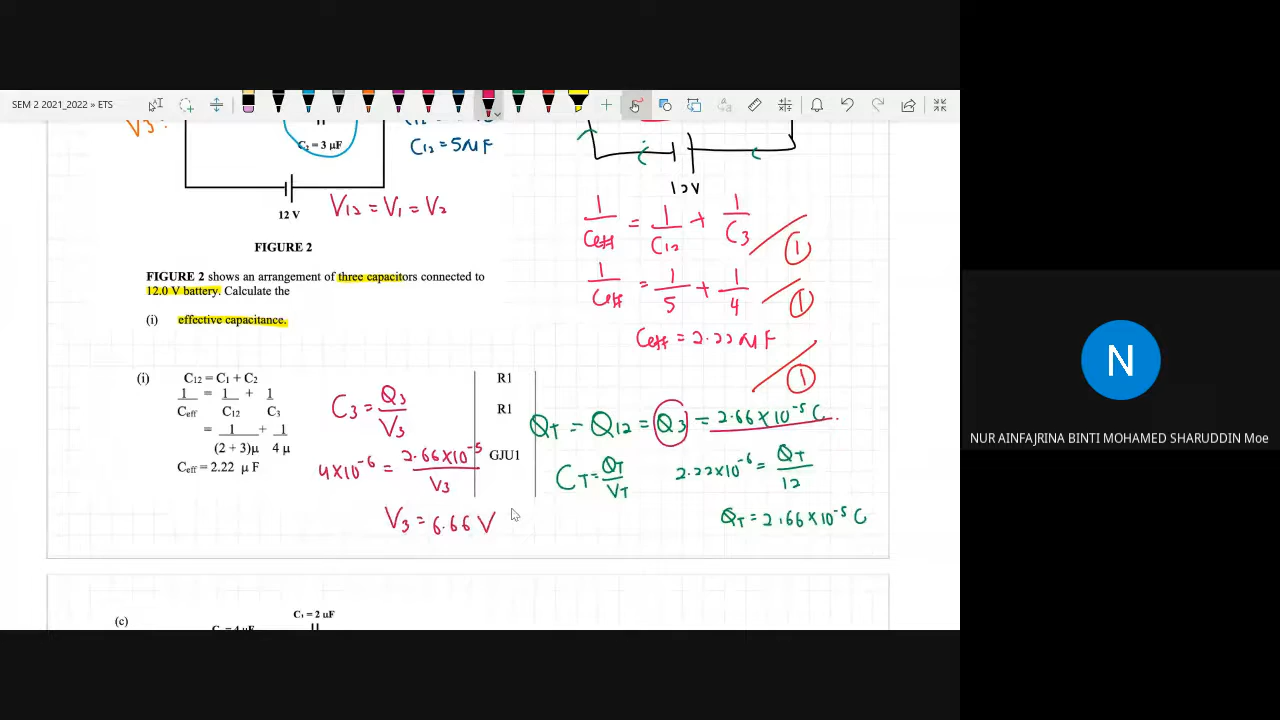 SEM 2 2021_2022 » ETS
V3?
C₂ = 3 μF
C12 = 5μF
12 V
V12 = V1 = V2
12V
FIGURE 2
FIGURE 2 shows an arrangement of three capacitors connected to
12.0 V battery. Calculate the
(i) effective capacitance.
1/Ceff = 1/C12 + 1/C3 /①
1/Ceff = 1/5 + 1/4 /①
Ceff = 2.22 μF
/①
(i) C12 = C1 + C2 R1
1/Ceff = 1/C12 + 1/C3 R1
= 1/(2 + 3)μ + 1/4 μ
Ceff = 2.22 μ F GJU1
C3 = Q3/V3
4×10⁻⁶ = 2.66×10⁻⁵/V3
V3 = 6.66 V
QT = Q12 = Q3 = 2.66×10⁻⁵ C.
CT = QT/VT
2.22×10⁻⁶ = QT/12
QT = 2.66×10⁻⁵ C
(c)
C₁ = 2 μF
N
NUR AINFAJRINA BINTI MOHAMED SHARUDDIN Moe